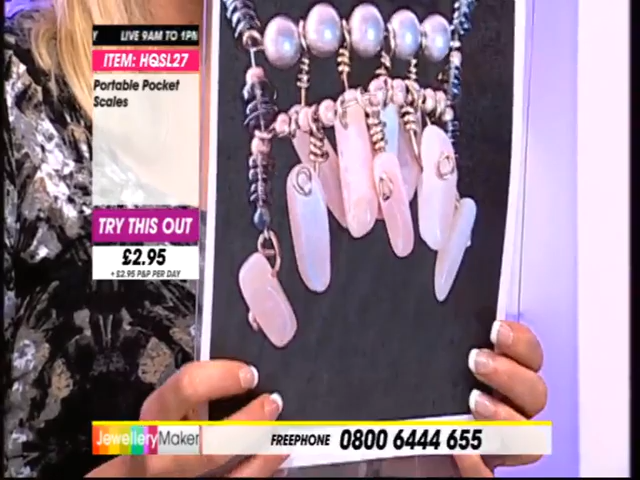 Y LIVE 9AM TO 1PM
ITEM: HQSL27
Portable Pocket
Scales
TRY THIS OUT
£2.95
+£2.95 P&P PER DAY
JewelleryMaker
FREEPHONE 0800 6444 655